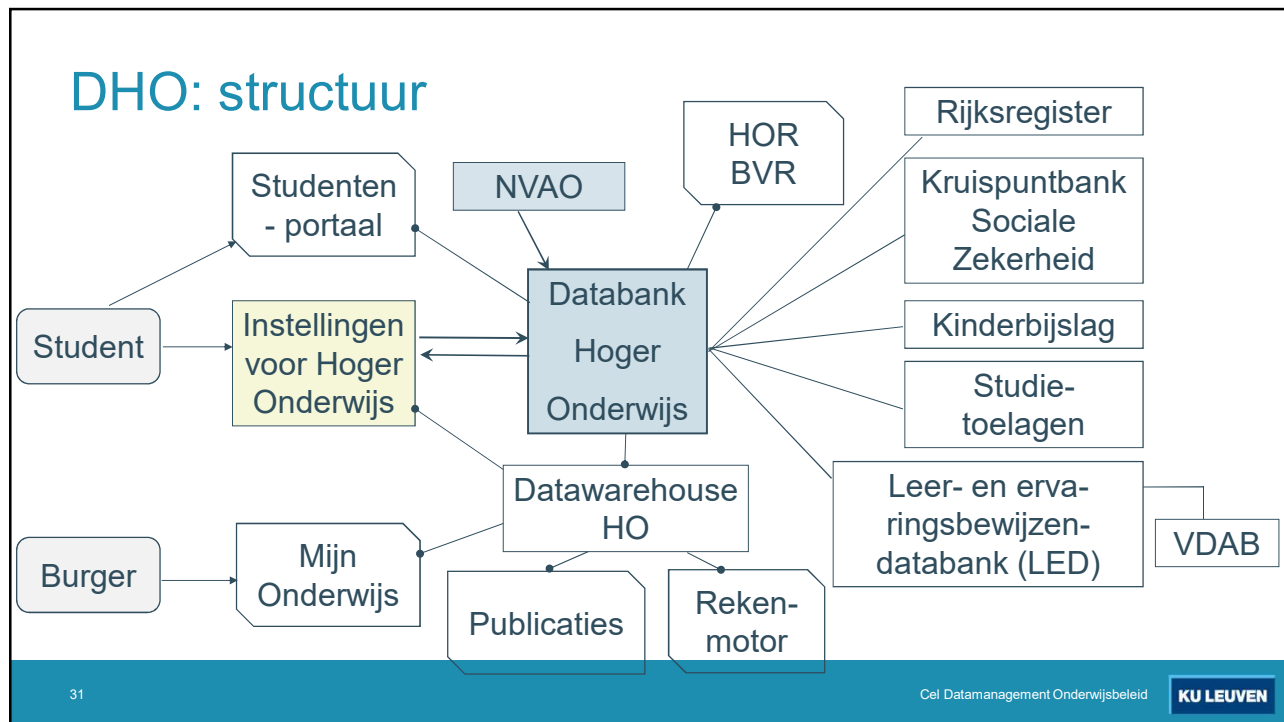 DHO: structuur
Studenten
- portaal
NVAO
HOR
BVR
Rijksregister
Kruispuntbank
Sociale
Zekerheid
Student
Instellingen
voor Hoger
Onderwijs
Databank
Hoger
Onderwijs
Kinderbijslag
Studie-
toelagen
Datawarehouse
HO
Leer- en erva-
ringsbewijzen-
databank (LED)
VDAB
Burger
Mijn
Onderwijs
Publicaties
Reken-
motor
31
Cel Datamanagement Onderwijsbeleid
KU LEUVEN